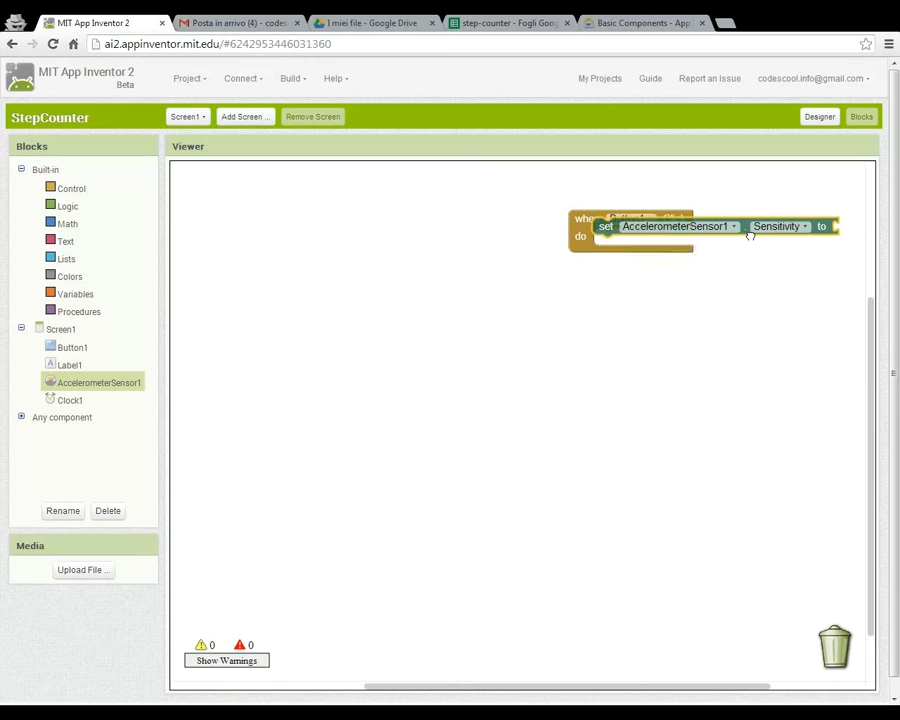 MIT App Inventor 2
Posta in arrivo (4) - codes
I miei file - Google Drive
step-counter - Fogli Goog
Basic Components - App I
ai2.appinventor.mit.edu/#6242953446031360
MIT App Inventor 2
Beta
Project
Connect
Build
Help
My Projects
Guide
Report an Issue
codescool.info@gmail.com
StepCounter
Screen1
Add Screen ...
Remove Screen
Designer
Blocks
Blocks
Viewer
Built-in
Control
Logic
Math
Text
Lists
Colors
Variables
Procedures
Screen1
Button1
Label1
AccelerometerSensor1
Clock1
Any component
Rename
Delete
Media
Upload File ...
when
set AccelerometerSensor1 . Sensitivity to
do
0 0
Show Warnings